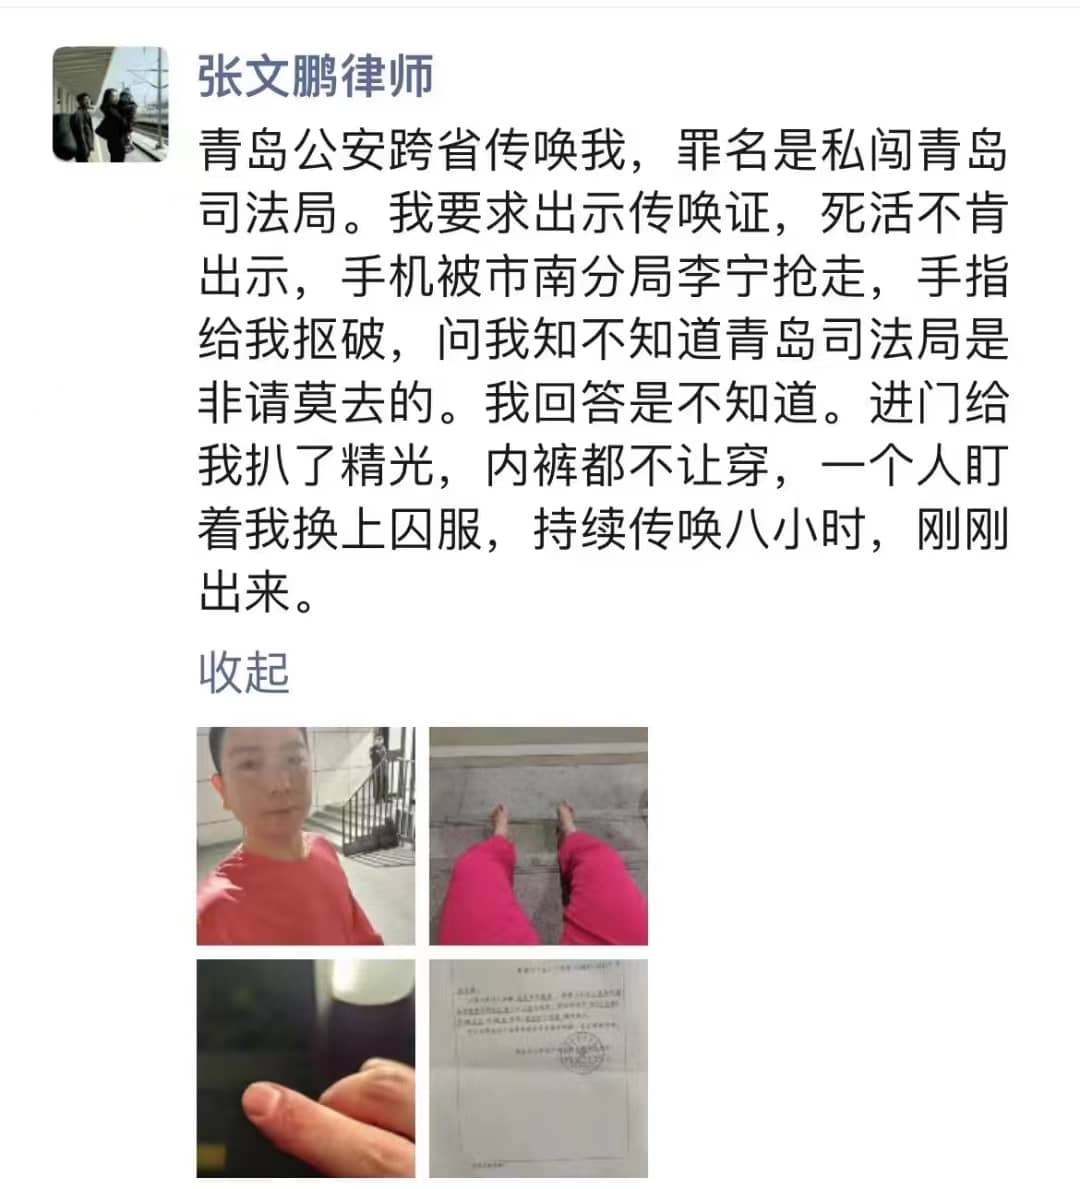 张文鹏律师
青岛公安跨省传唤我，罪名是私闯青岛
司法局。我要求出示传唤证，死活不肯
出示，手机被市南分局李宁抢走，手指
给我抠破，问我知不知道青岛司法局是
非请莫去的。我回答是不知道。进门给
我扒了精光，内裤都不让穿，一个人盯
着我换上囚服，持续传唤八小时，刚刚
出来。
收起